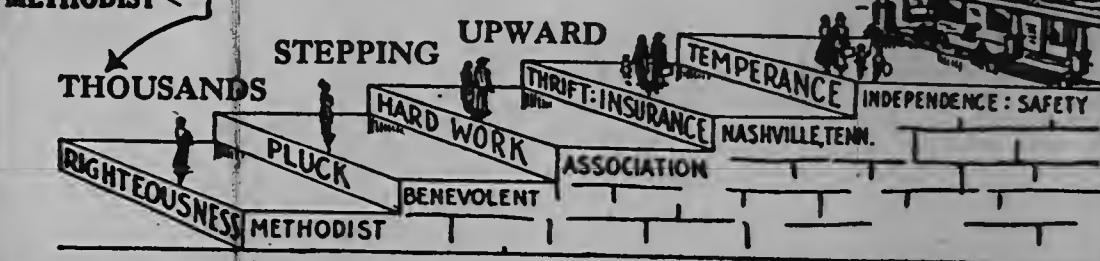 METHODIST
THOUSANDS
STEPPING
UPWARD
RIGHTEOUSNESS
PLUCK
HARD WORK
THRIFT: INSURANCE
TEMPERANCE
METHODIST
BENEVOLENT
ASSOCIATION
NASHVILLE, TENN.
INDEPENDENCE: SAFETY